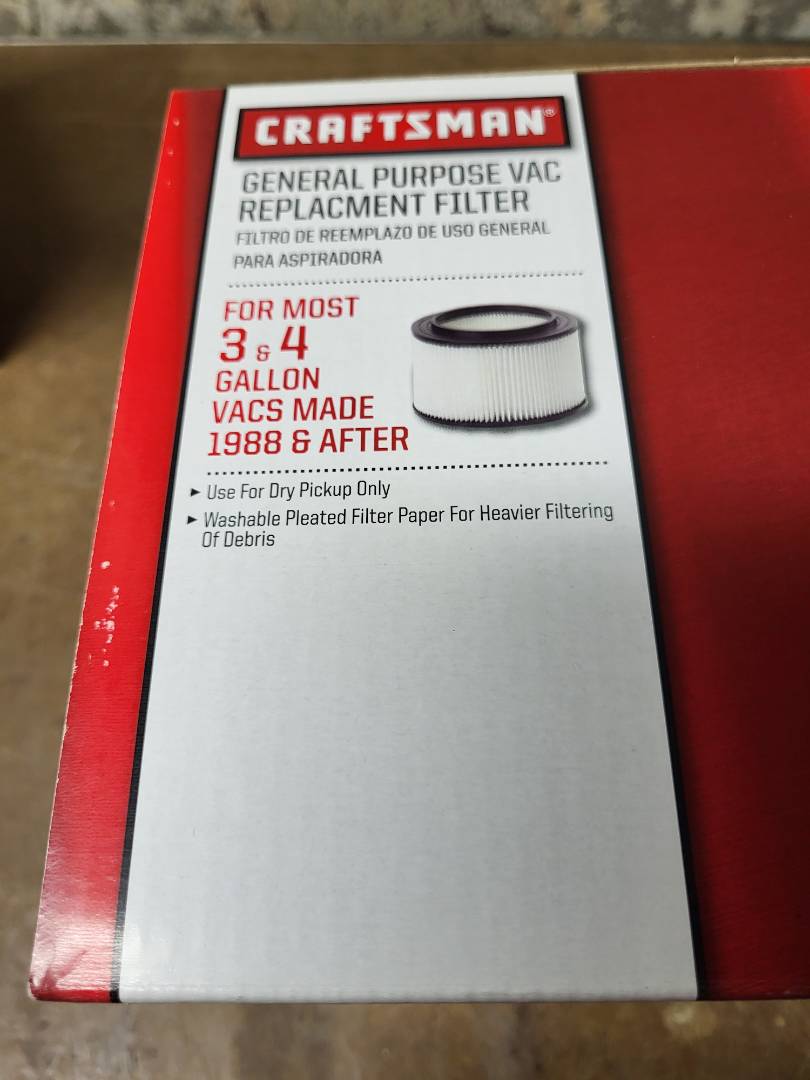 CRAFTSMAN®
GENERAL PURPOSE VAC
REPLACMENT FILTER
FILTRO DE REEMPLAZO DE USO GENERAL
PARA ASPIRADORA
FOR MOST
3 & 4
GALLON
VACS MADE
1988 & AFTER
► Use For Dry Pickup Only
► Washable Pleated Filter Paper For Heavier Filtering
Of Debris